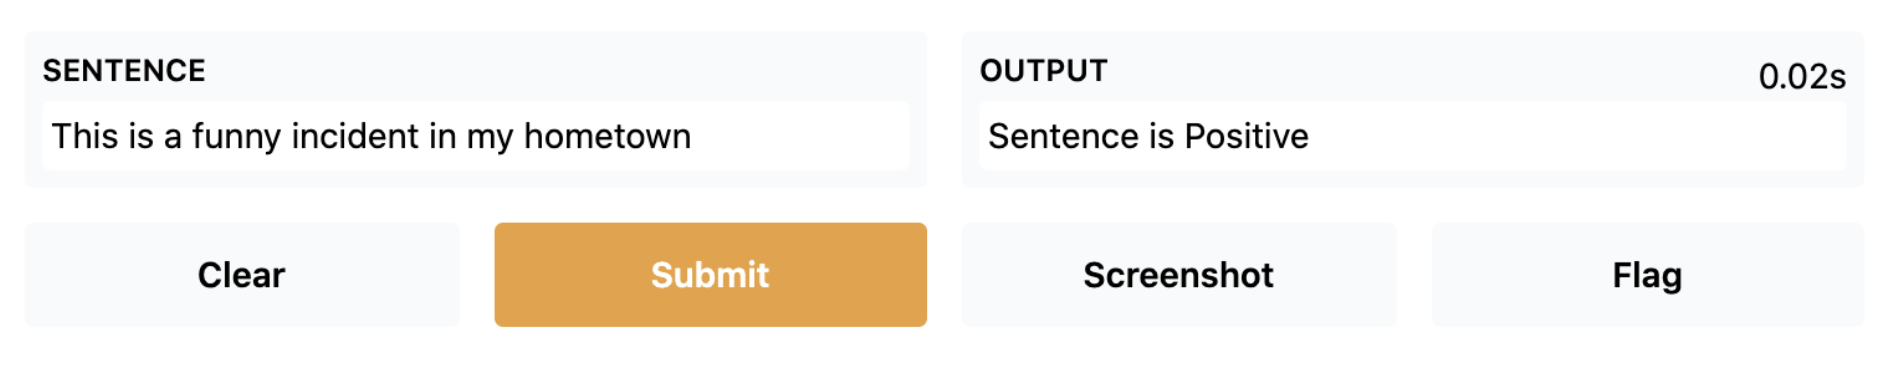 SENTENCE
This is a funny incident in my hometown
OUTPUT
0.02s
Sentence is Positive
Clear
Submit
Screenshot
Flag